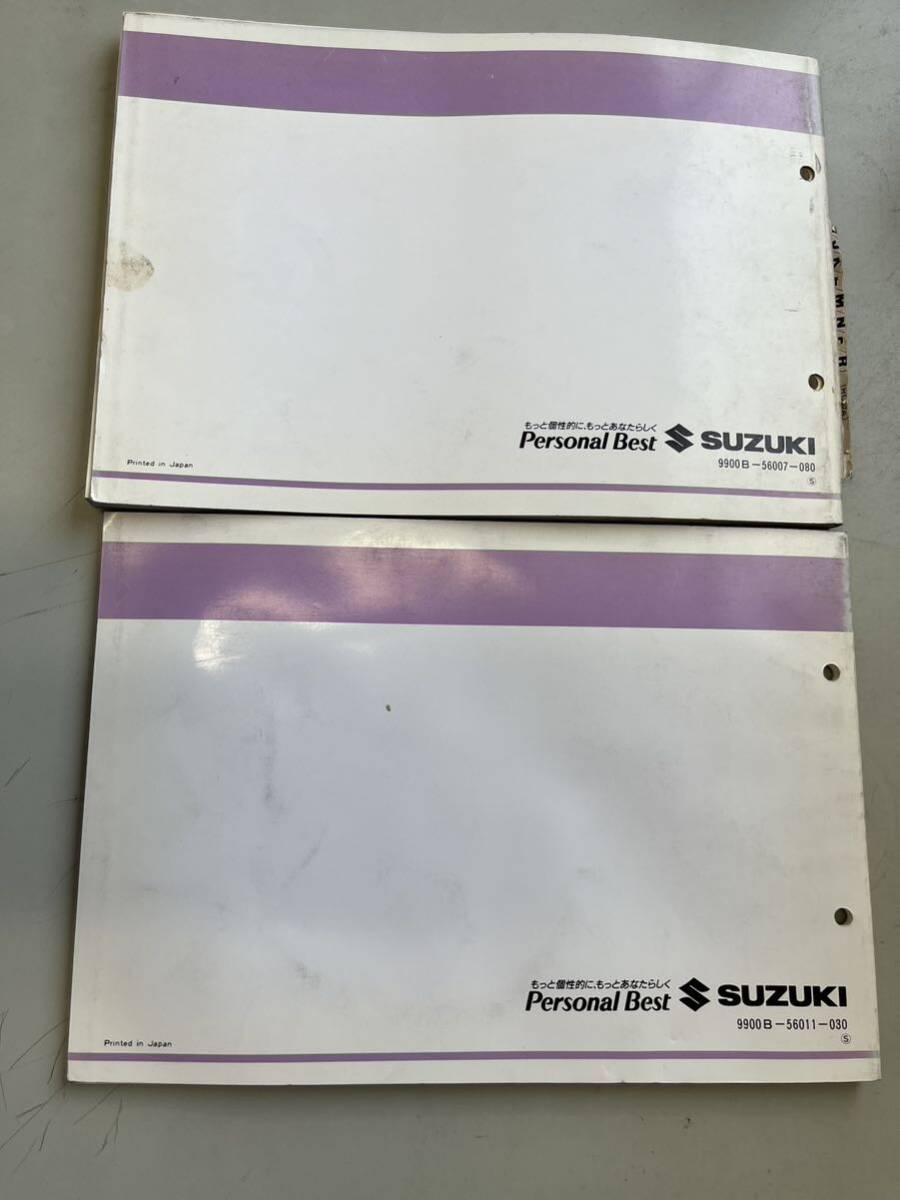 もっと個性的に、もっとあなたらしく
Personal Best SUZUKI
Printed in Japan
9900B-56007-080
Ⓢ
もっと個性的に、もっとあなたらしく
Personal Best SUZUKI
9900B-56011-030
Printed in Japan
Ⓢ